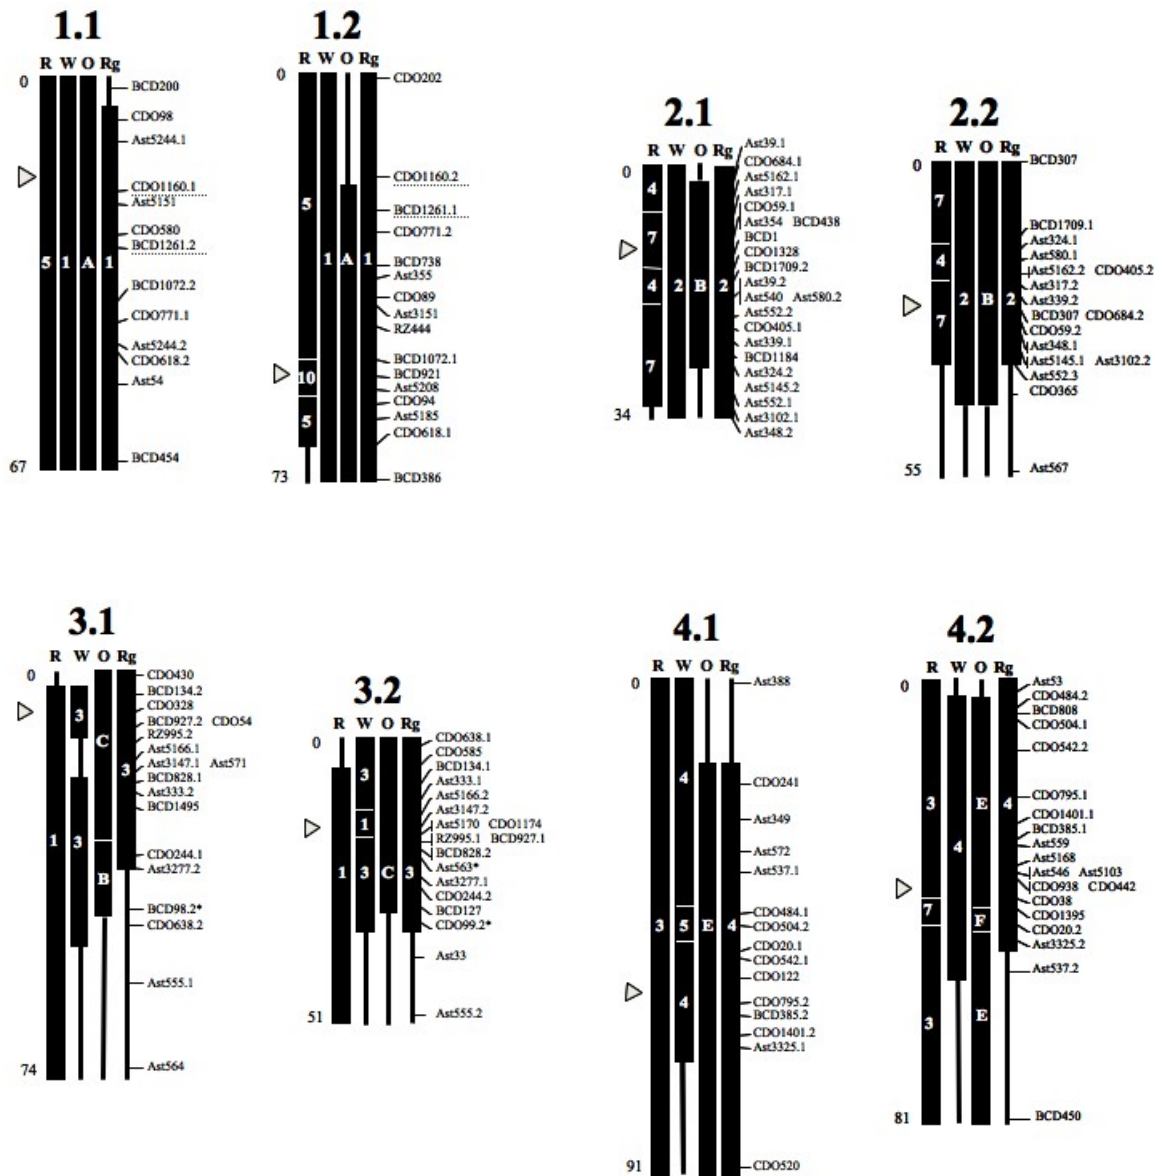 1.1
R W O Rg
0
BCD200
CDO98
Ast5244.1
CDO1160.1
Ast5151
CDO580
BCD1261.2
5 1 A 1
BCD1072.2
CDO771.1
Ast5244.2
CDO618.2
Ast54
BCD454
67
1.2
R W O Rg
0
CDO202
CDO1160.2
5
BCD1261.1
CDO771.2
1 A 1
BCD738
Ast355
CDO89
Ast3151
RZ444
BCD1072.1
10
BCD921
Ast5208
CDO94
5
Ast5185
CDO618.1
73
BCD386
2.1
R W O Rg
0
Ast39.1
CDO684.1
Ast5162.1
4
Ast317.1
CDO59.1
Ast354 BCD438
7
BCD1
CDO1328
BCD1709.2
4 2 B 2
Ast39.2
Ast540 Ast580.2
Ast552.2
CDO405.1
Ast339.1
BCD1184
7
Ast324.2
Ast5145.2
Ast552.1
Ast3102.1
34
Ast348.2
2.2
R W O Rg
0
BCD307
7
BCD1709.1
Ast324.1
Ast580.1
4
Ast5162.2 CDO405.2
Ast317.2
2 B 2
Ast339.2
BCD307 CDO684.2
7
CDO59.2
Ast348.1
Ast5145.1 Ast3102.2
Ast552.3
CDO365
55
Ast567
3.1
R W O Rg
0
CDO430
BCD134.2
CDO328
3
BCD927.2 CDO54
RZ995.2
C
Ast5166.1
Ast3147.1 Ast571
3
BCD828.1
Ast333.2
BCD1495
1 3
CDO244.1
Ast3277.2
B
BCD98.2*
CDO638.2
Ast555.1
Ast564
74
3.2
R W O Rg
0
CDO638.1
CDO585
BCD134.1
3
Ast333.1
Ast5166.2
Ast3147.2
1
Ast5170 CDO1174
RZ995.1 BCD927.1
BCD828.2
Ast563*
1 3 C 3
Ast3277.1
CDO244.2
BCD127
CDO99.2*
Ast33
Ast555.2
51
4.1
R W O Rg
0
Ast388
4
CDO241
Ast349
Ast572
Ast537.1
CDO484.1
3 5 E 4
CDO504.2
CDO20.1
CDO542.1
CDO122
4
CDO795.2
BCD385.2
CDO1401.2
Ast3325.1
91
CDO520
4.2
R W O Rg
0
Ast53
CDO484.2
BCD808
CDO504.1
CDO542.2
3 E 4
CDO795.1
CDO1401.1
BCD385.1
4
Ast559
Ast5168
Ast546 Ast5103
CDO938 CDO442
7
CDO38
F
CDO1395
CDO20.2
Ast3325.2
Ast537.2
3 E
81
BCD450